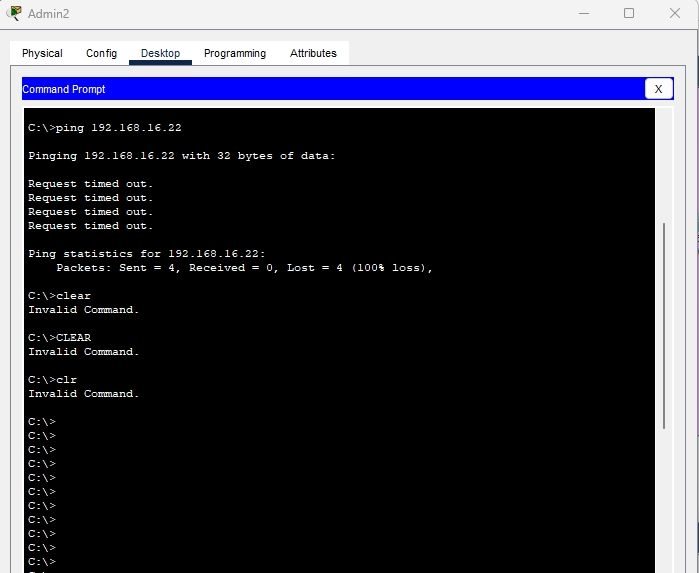 Admin2
Physical Config Desktop Programming Attributes
Command Prompt X
C:\>ping 192.168.16.22
Pinging 192.168.16.22 with 32 bytes of data:
Request timed out.
Request timed out.
Request timed out.
Request timed out.
Ping statistics for 192.168.16.22:
    Packets: Sent = 4, Received = 0, Lost = 4 (100% loss),
C:\>clear
Invalid Command.
C:\>CLEAR
Invalid Command.
C:\>clr
Invalid Command.
C:\>
C:\>
C:\>
C:\>
C:\>
C:\>
C:\>
C:\>
C:\>
C:\>
C:\>